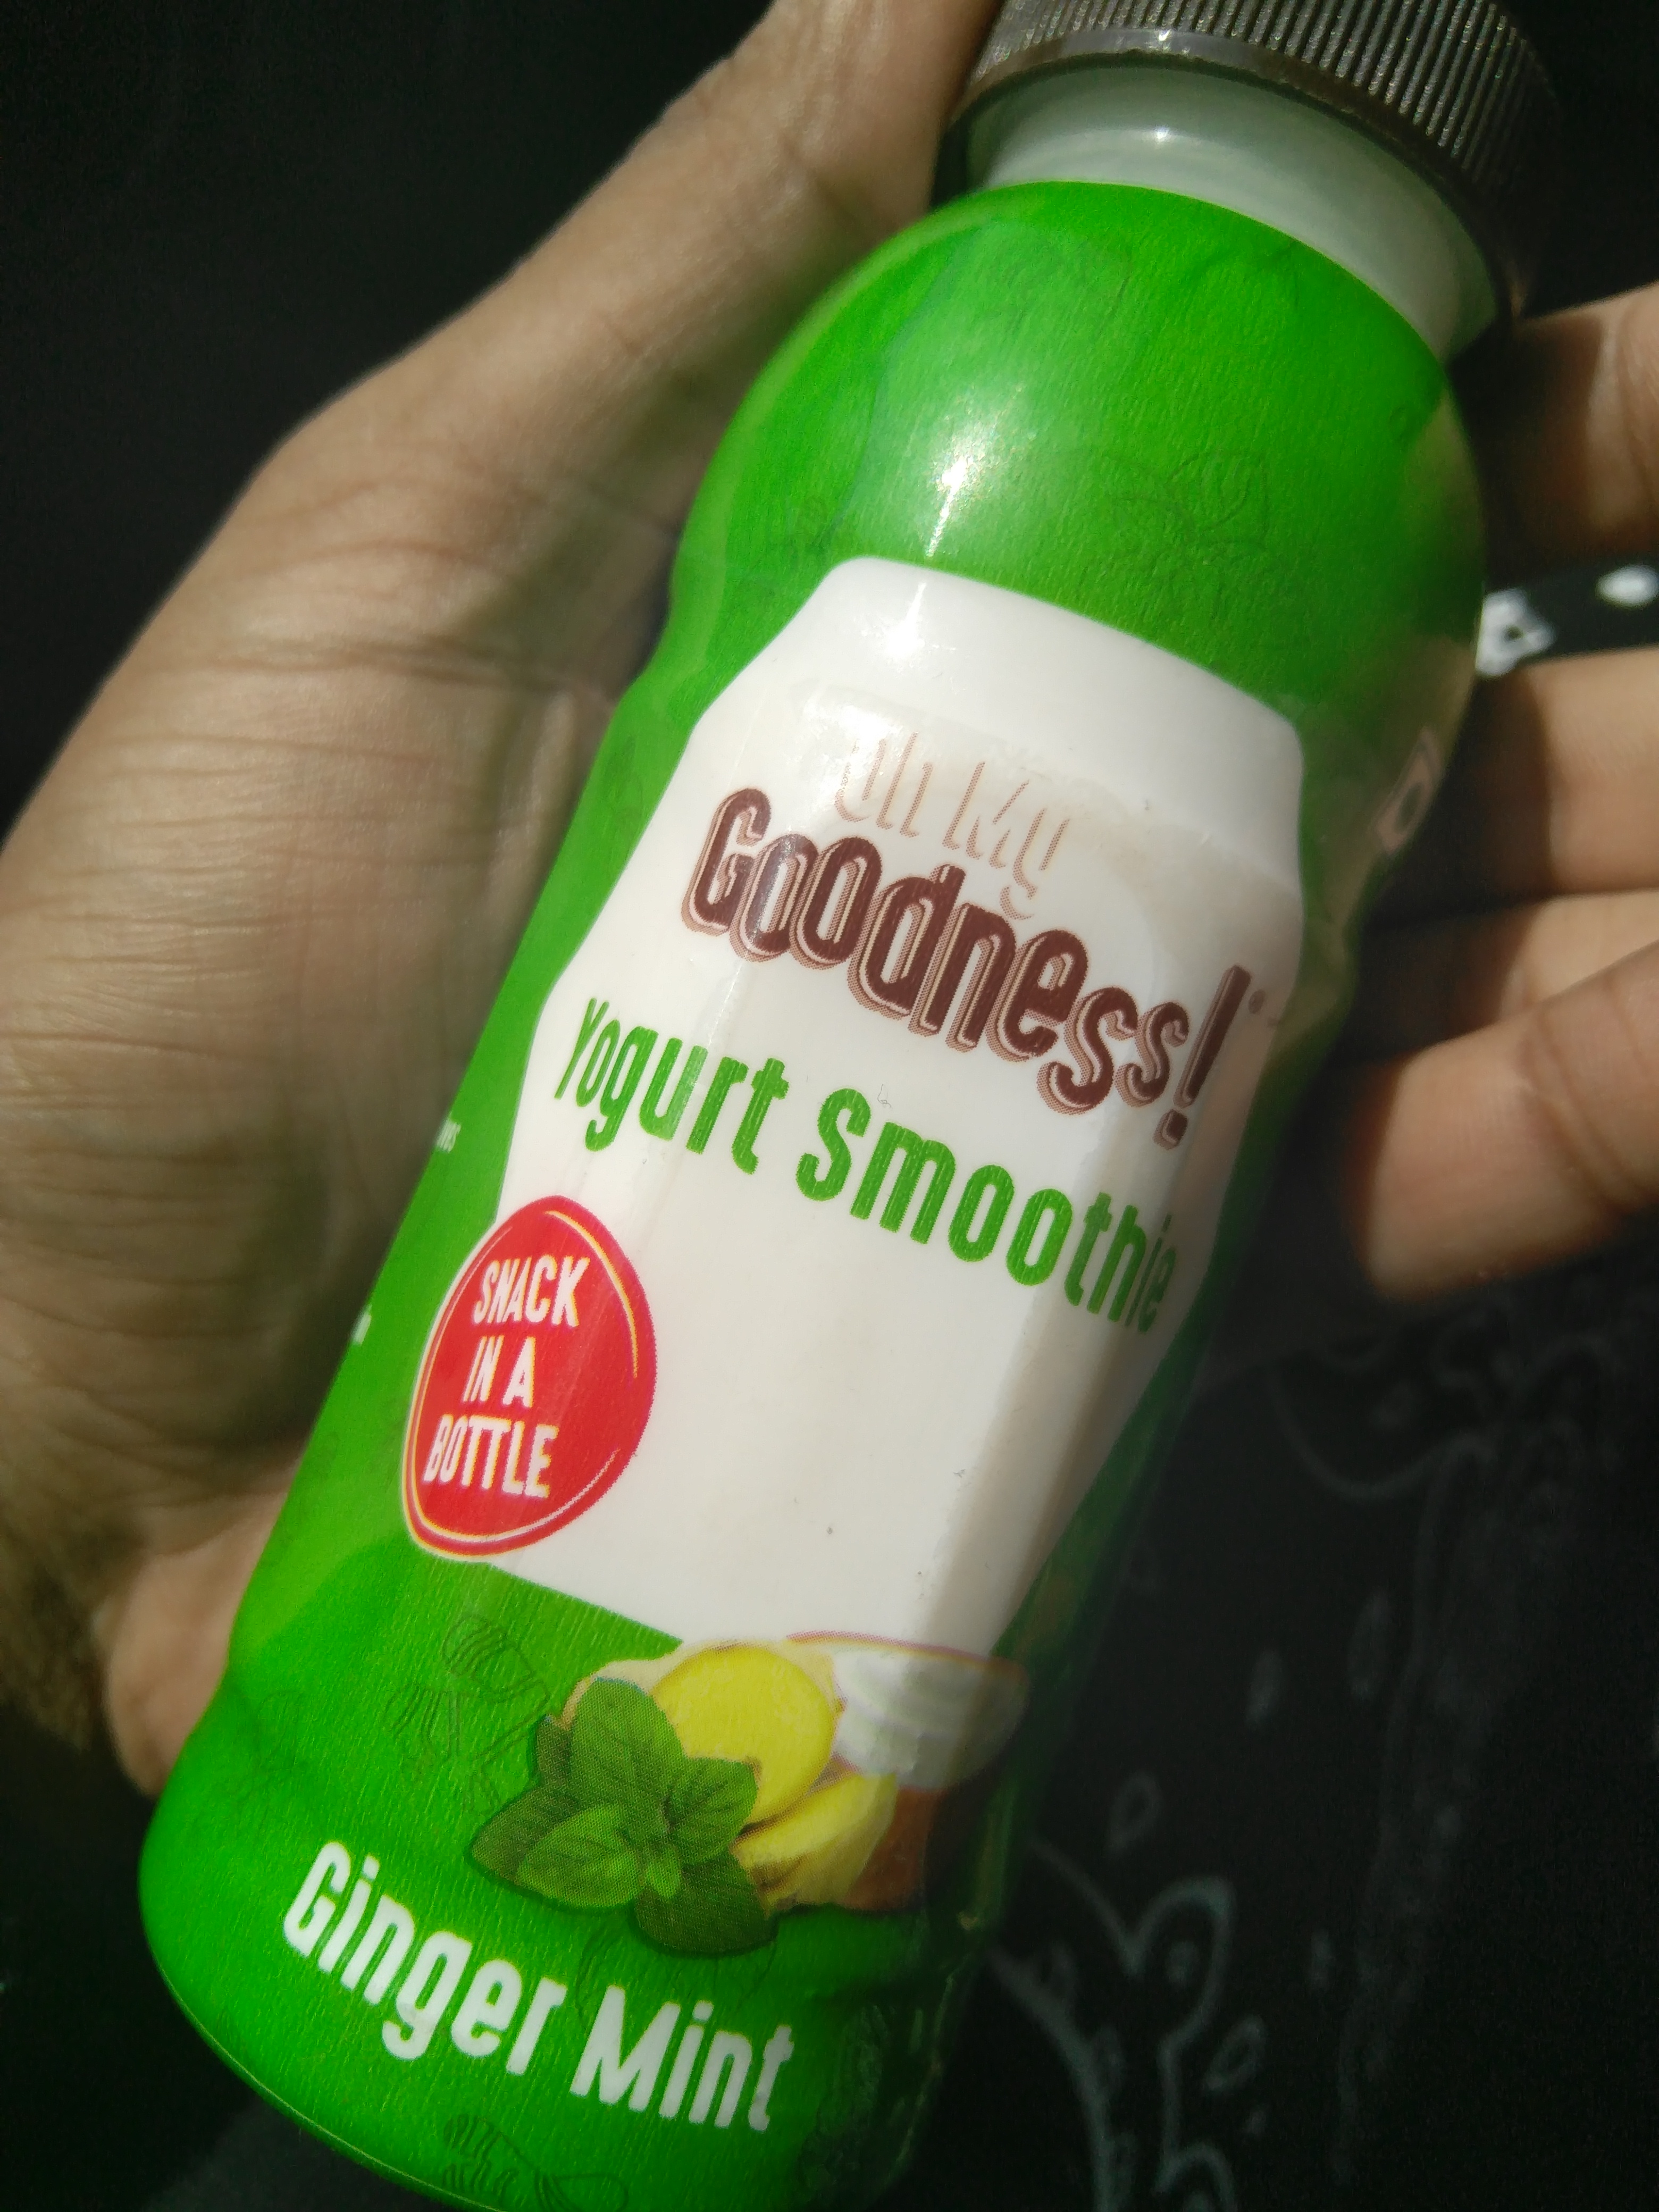 Oh My
Goodness!
Yogurt Smoothie
SNACK
IN A
BOTTLE
Ginger Mint